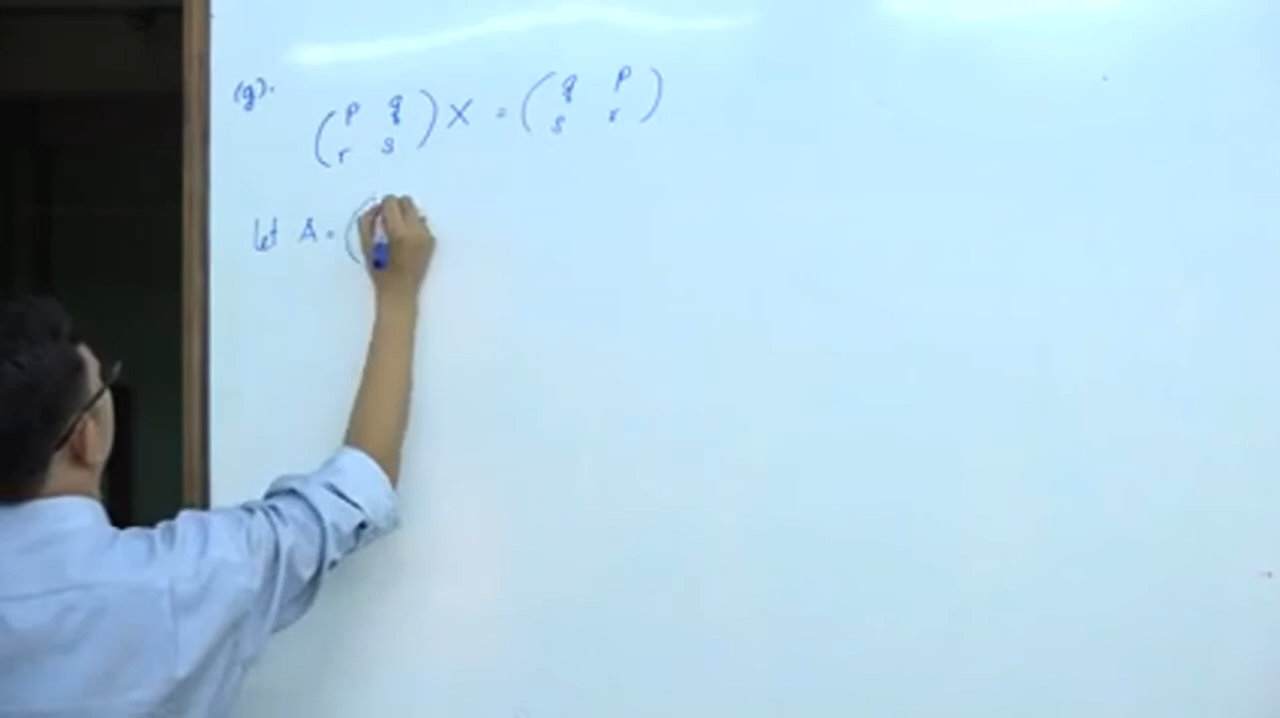 (g).
( p q ) X = ( q p )
( r s ) ( s r )
Let A = (